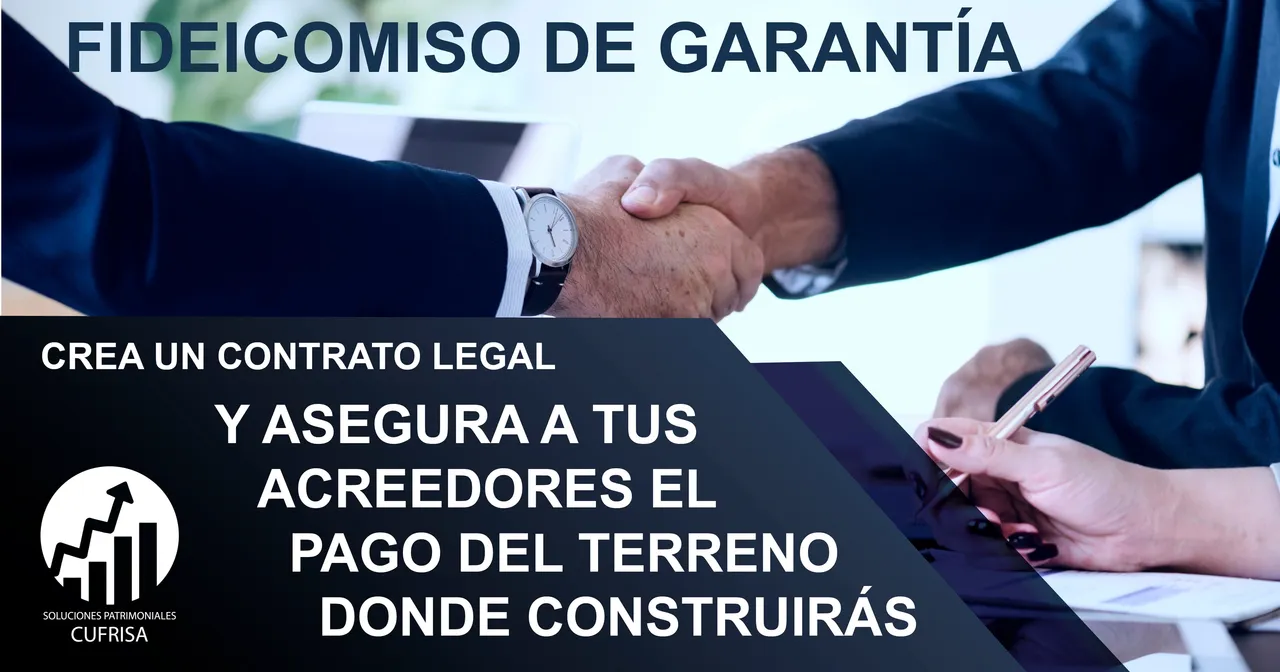 FIDEICOMISO DE GARANTÍA
CREA UN CONTRATO LEGAL
Y ASEGURA A TUS
ACREEDORES EL
PAGO DEL TERRENO
DONDE CONSTRUIRÁS
SOLUCIONES PATRIMONIALES
CUFRISA